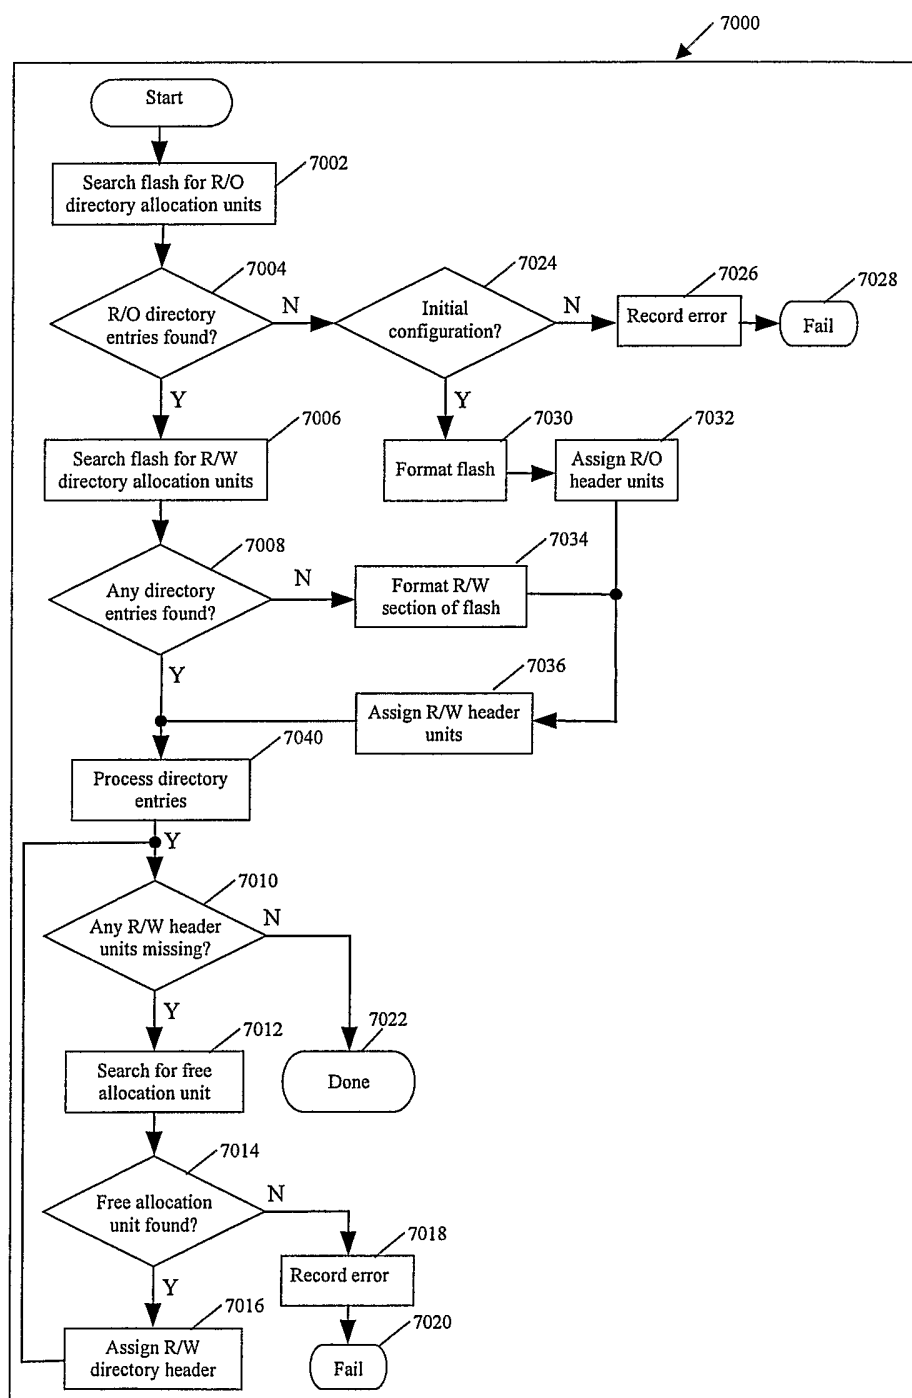 7000
Start
7002
Search flash for R/O
directory allocation units
7004
R/O directory
entries found?
N
7024
Initial
configuration?
N
7026
Record error
7028
Fail
Y
Y
7006
Search flash for R/W
directory allocation units
7030
Format flash
7032
Assign R/O
header units
7008
Any directory
entries found?
N
7034
Format R/W
section of flash
Y
7036
Assign R/W header
units
7040
Process directory
entries
Y
7010
Any R/W header
units missing?
N
Y
7012
Search for free
allocation unit
7022
Done
7014
Free allocation
unit found?
N
7018
Record error
Y
7016
Assign R/W
directory header
7020
Fail